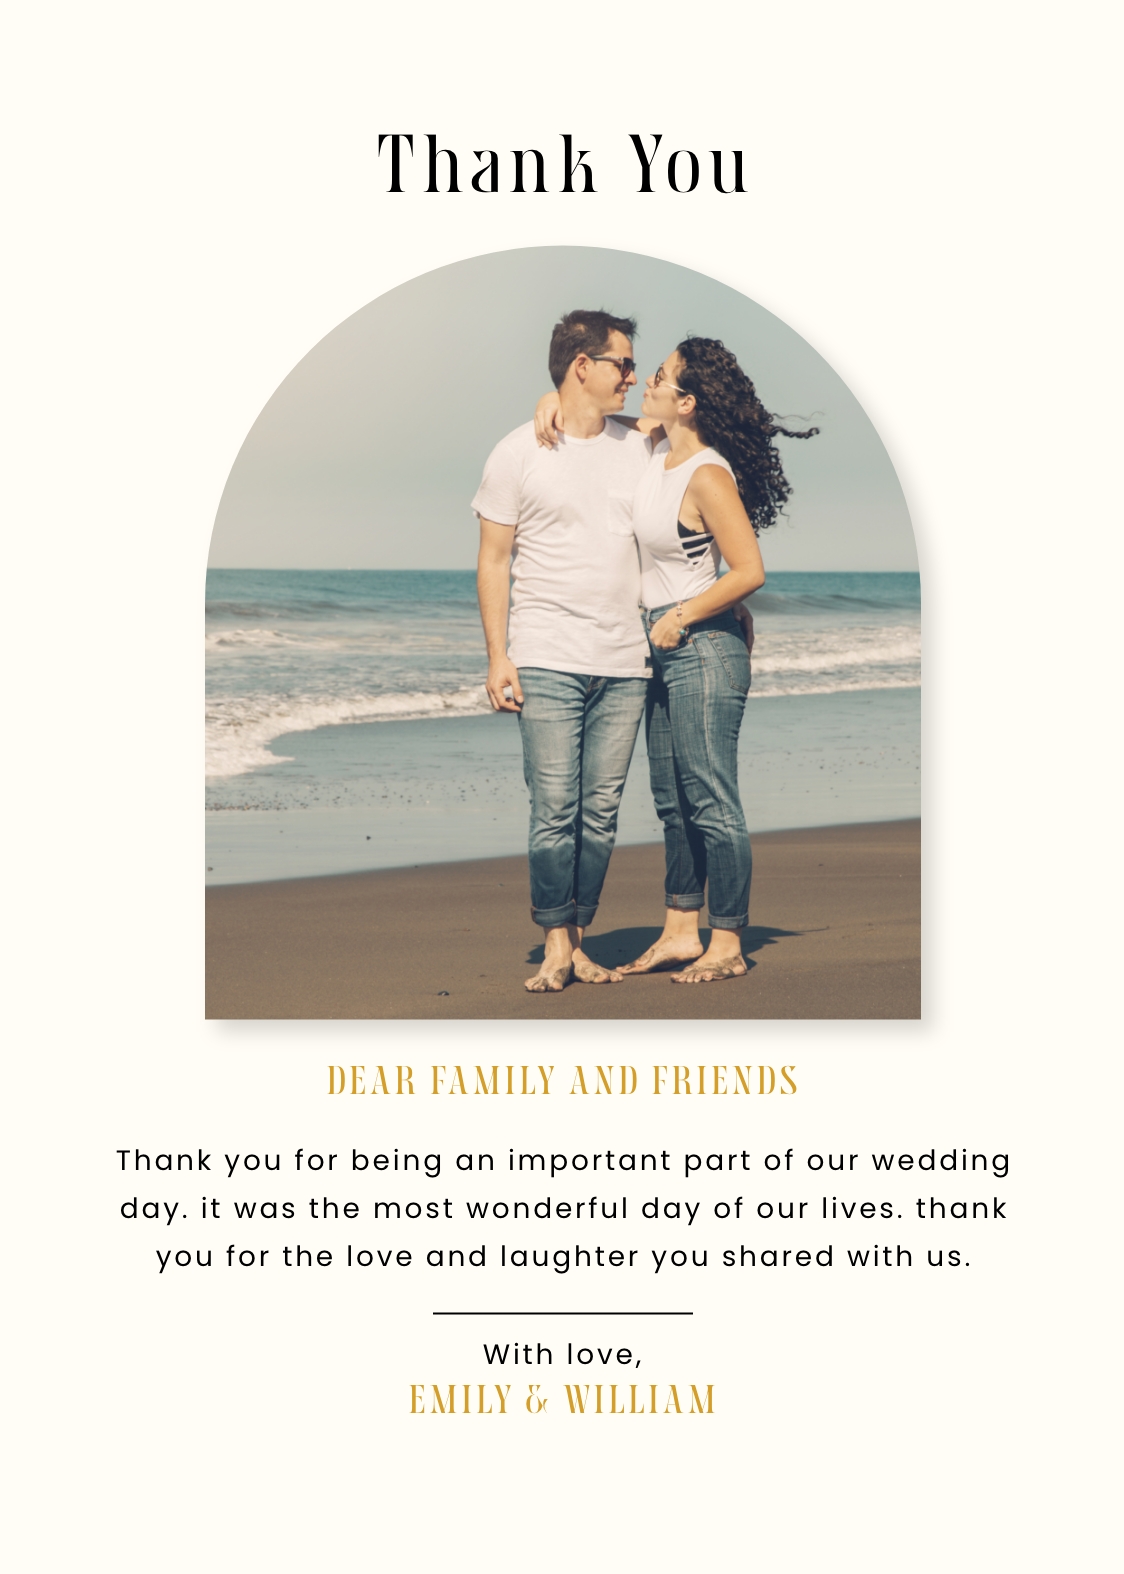 Thank You
DEAR FAMILY AND FRIENDS
Thank you for being an important part of our wedding
day. it was the most wonderful day of our lives. thank
you for the love and laughter you shared with us.
With love,
EMILY & WILLIAM